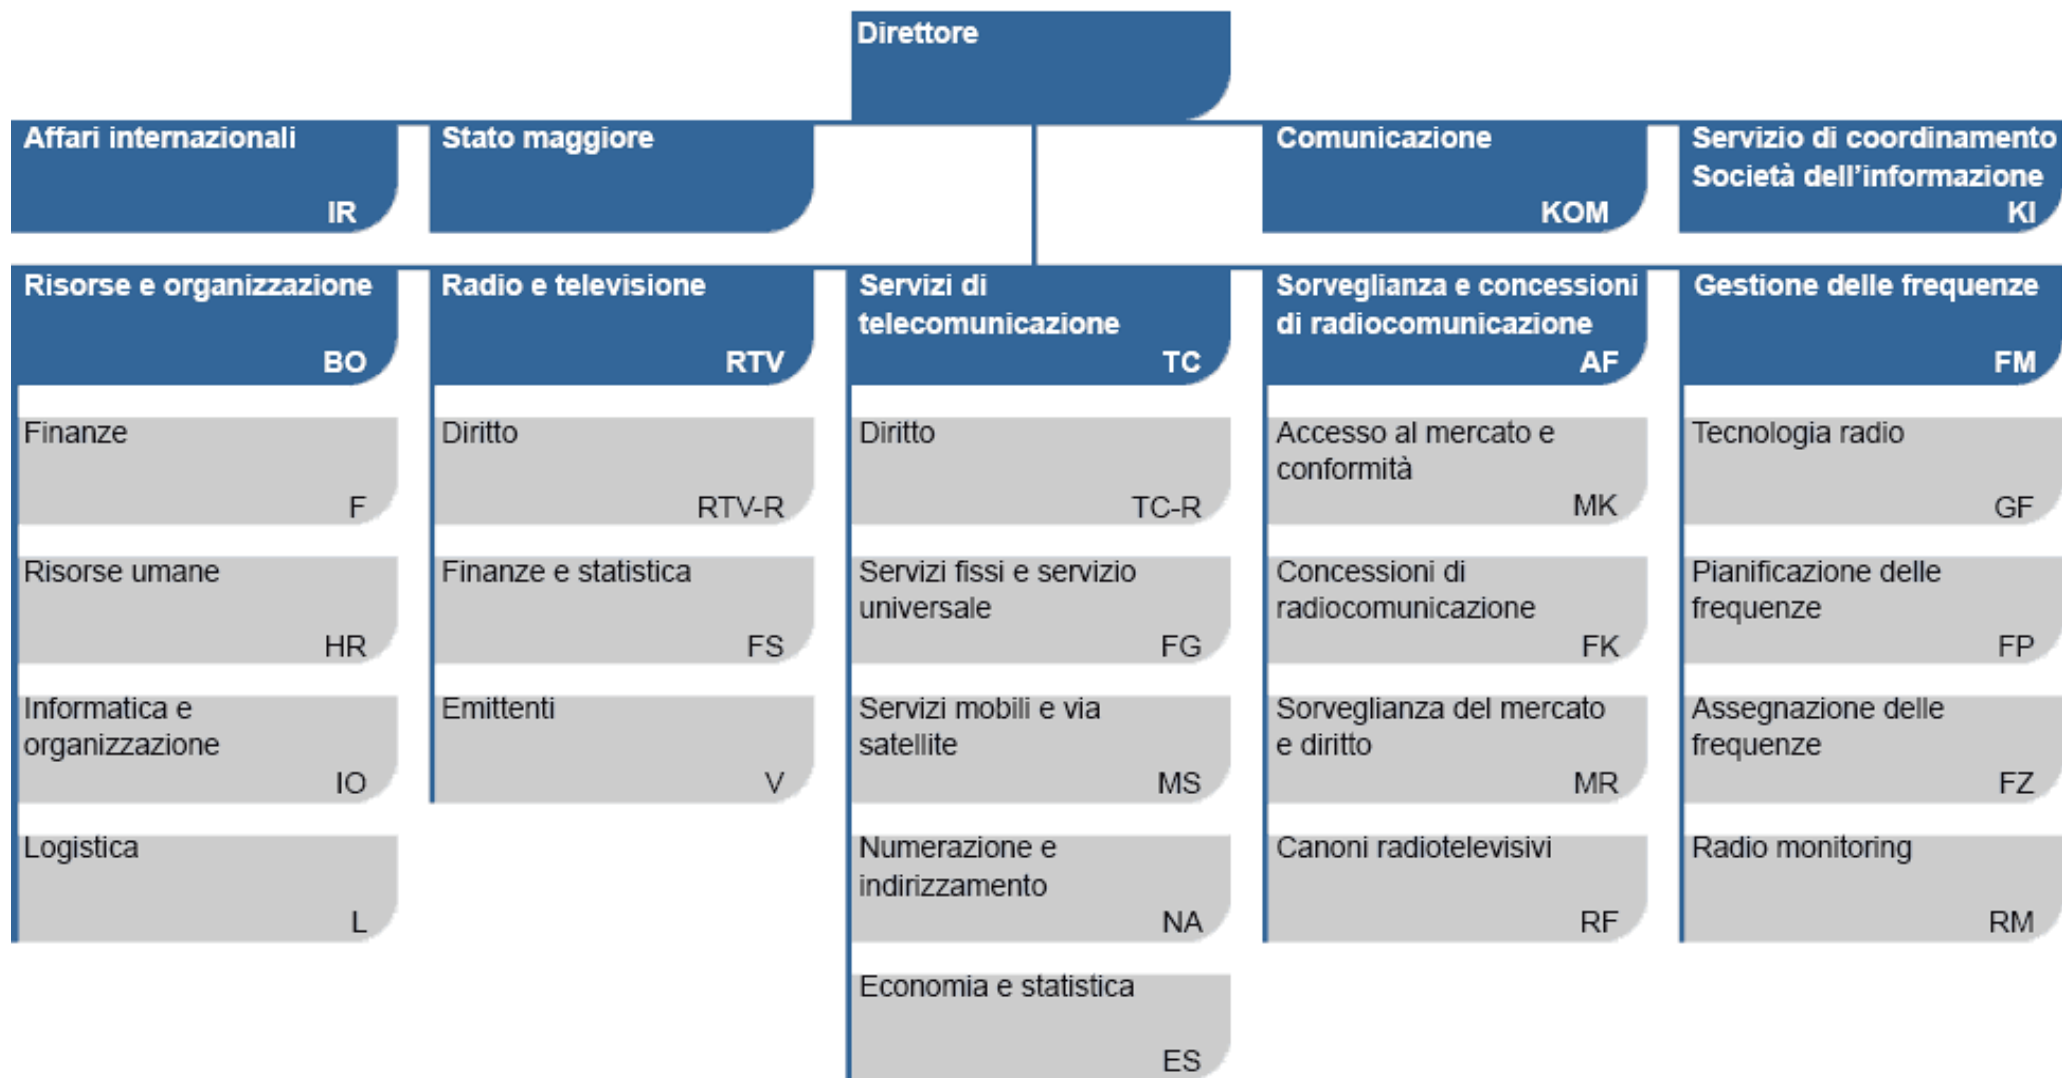 Direttore
Affari internazionali
IR
Stato maggiore
Comunicazione
KOM
Servizio di coordinamento
Società dell'informazione
KI
Risorse e organizzazione
BO
Finanze
F
Risorse umane
HR
Informatica e
organizzazione
IO
Logistica
L
Radio e televisione
RTV
Diritto
RTV-R
Finanze e statistica
FS
Emittenti
V
Servizi di
telecomunicazione
TC
Diritto
TC-R
Servizi fissi e servizio
universale
FG
Servizi mobili e via
satellite
MS
Numerazione e
indirizzamento
NA
Economia e statistica
ES
Sorveglianza e concessioni
di radiocomunicazione
AF
Accesso al mercato e
conformità
MK
Concessioni di
radiocomunicazione
FK
Sorveglianza del mercato
e diritto
MR
Canoni radiotelevisivi
RF
Gestione delle frequenze
FM
Tecnologia radio
GF
Pianificazione delle
frequenze
FP
Assegnazione delle
frequenze
FZ
Radio monitoring
RM